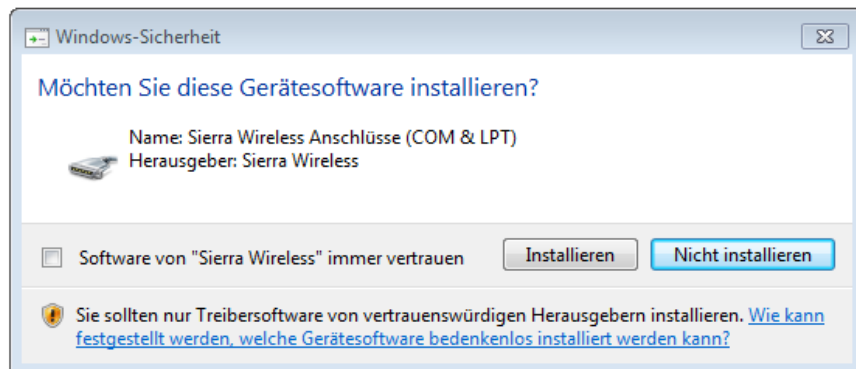 Windows-Sicherheit
Möchten Sie diese Gerätesoftware installieren?
Name: Sierra Wireless Anschlüsse (COM & LPT)
Herausgeber: Sierra Wireless
Software von "Sierra Wireless" immer vertrauen
Installieren
Nicht installieren
Sie sollten nur Treibersoftware von vertrauenswürdigen Herausgebern installieren. Wie kann
festgestellt werden, welche Gerätesoftware bedenkenlos installiert werden kann?